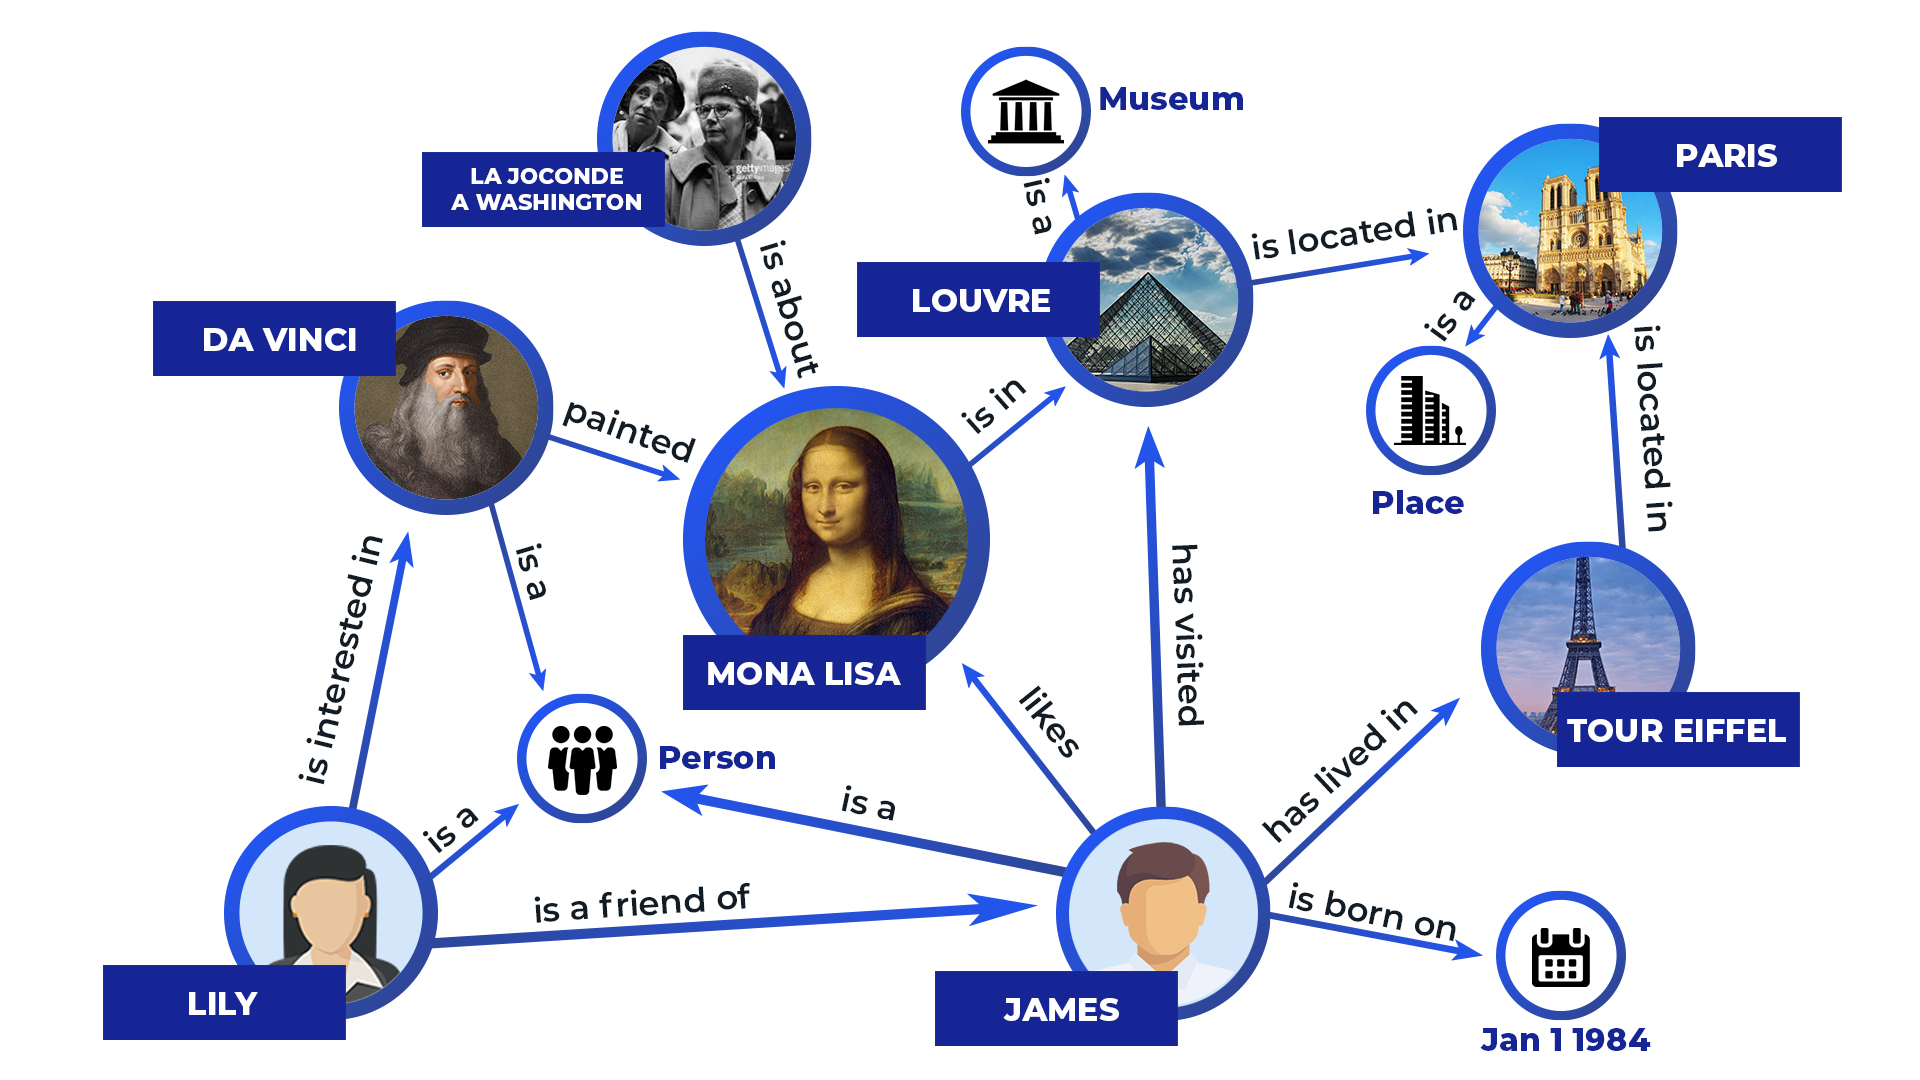 Museum
PARIS
LA JOCONDE
A WASHINGTON
gettyimages
is a
is located in
is about
LOUVRE
DA VINCI
is a
is located in
is in
painted
Place
is interested in
is a
has visited
MONA LISA
likes
has lived in
TOUR EIFFEL
Person
is a
is a
is a friend of
is born on
LILY
JAMES
Jan 1 1984